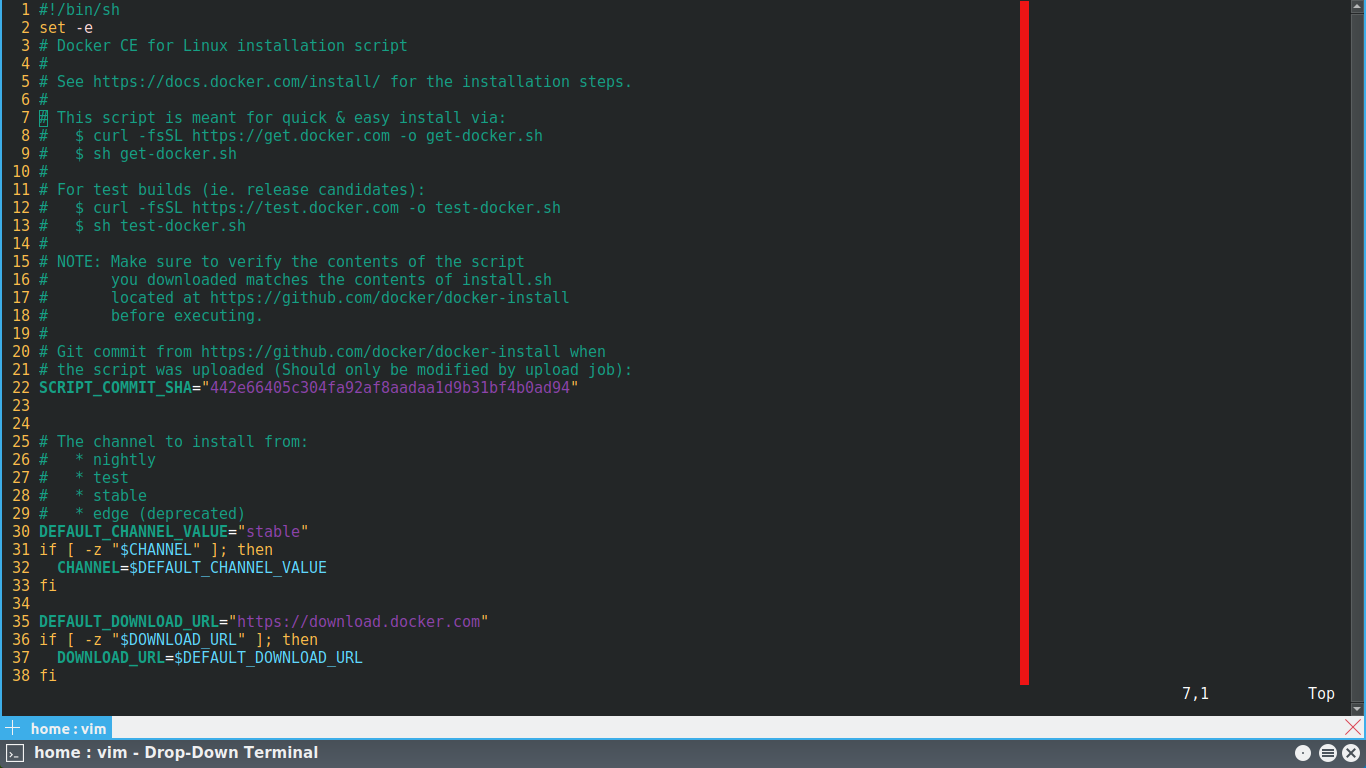 1 #!/bin/sh
2 set -e
3 # Docker CE for Linux installation script
4 #
5 # See https://docs.docker.com/install/ for the installation steps.
6 #
7 # This script is meant for quick & easy install via:
8 #   $ curl -fsSL https://get.docker.com -o get-docker.sh
9 #   $ sh get-docker.sh
10 #
11 # For test builds (ie. release candidates):
12 #   $ curl -fsSL https://test.docker.com -o test-docker.sh
13 #   $ sh test-docker.sh
14 #
15 # NOTE: Make sure to verify the contents of the script
16 #       you downloaded matches the contents of install.sh
17 #       located at https://github.com/docker/docker-install
18 #       before executing.
19 #
20 # Git commit from https://github.com/docker/docker-install when
21 # the script was uploaded (Should only be modified by upload job):
22 SCRIPT_COMMIT_SHA="442e66405c304fa92af8aadaa1d9b31bf4b0ad94"
23
24
25 # The channel to install from:
26 #   * nightly
27 #   * test
28 #   * stable
29 #   * edge (deprecated)
30 DEFAULT_CHANNEL_VALUE="stable"
31 if [ -z "$CHANNEL" ]; then
32   CHANNEL=$DEFAULT_CHANNEL_VALUE
33 fi
34
35 DEFAULT_DOWNLOAD_URL="https://download.docker.com"
36 if [ -z "$DOWNLOAD_URL" ]; then
37   DOWNLOAD_URL=$DEFAULT_DOWNLOAD_URL
38 fi
7,1 Top
home : vim
home : vim - Drop-Down Terminal